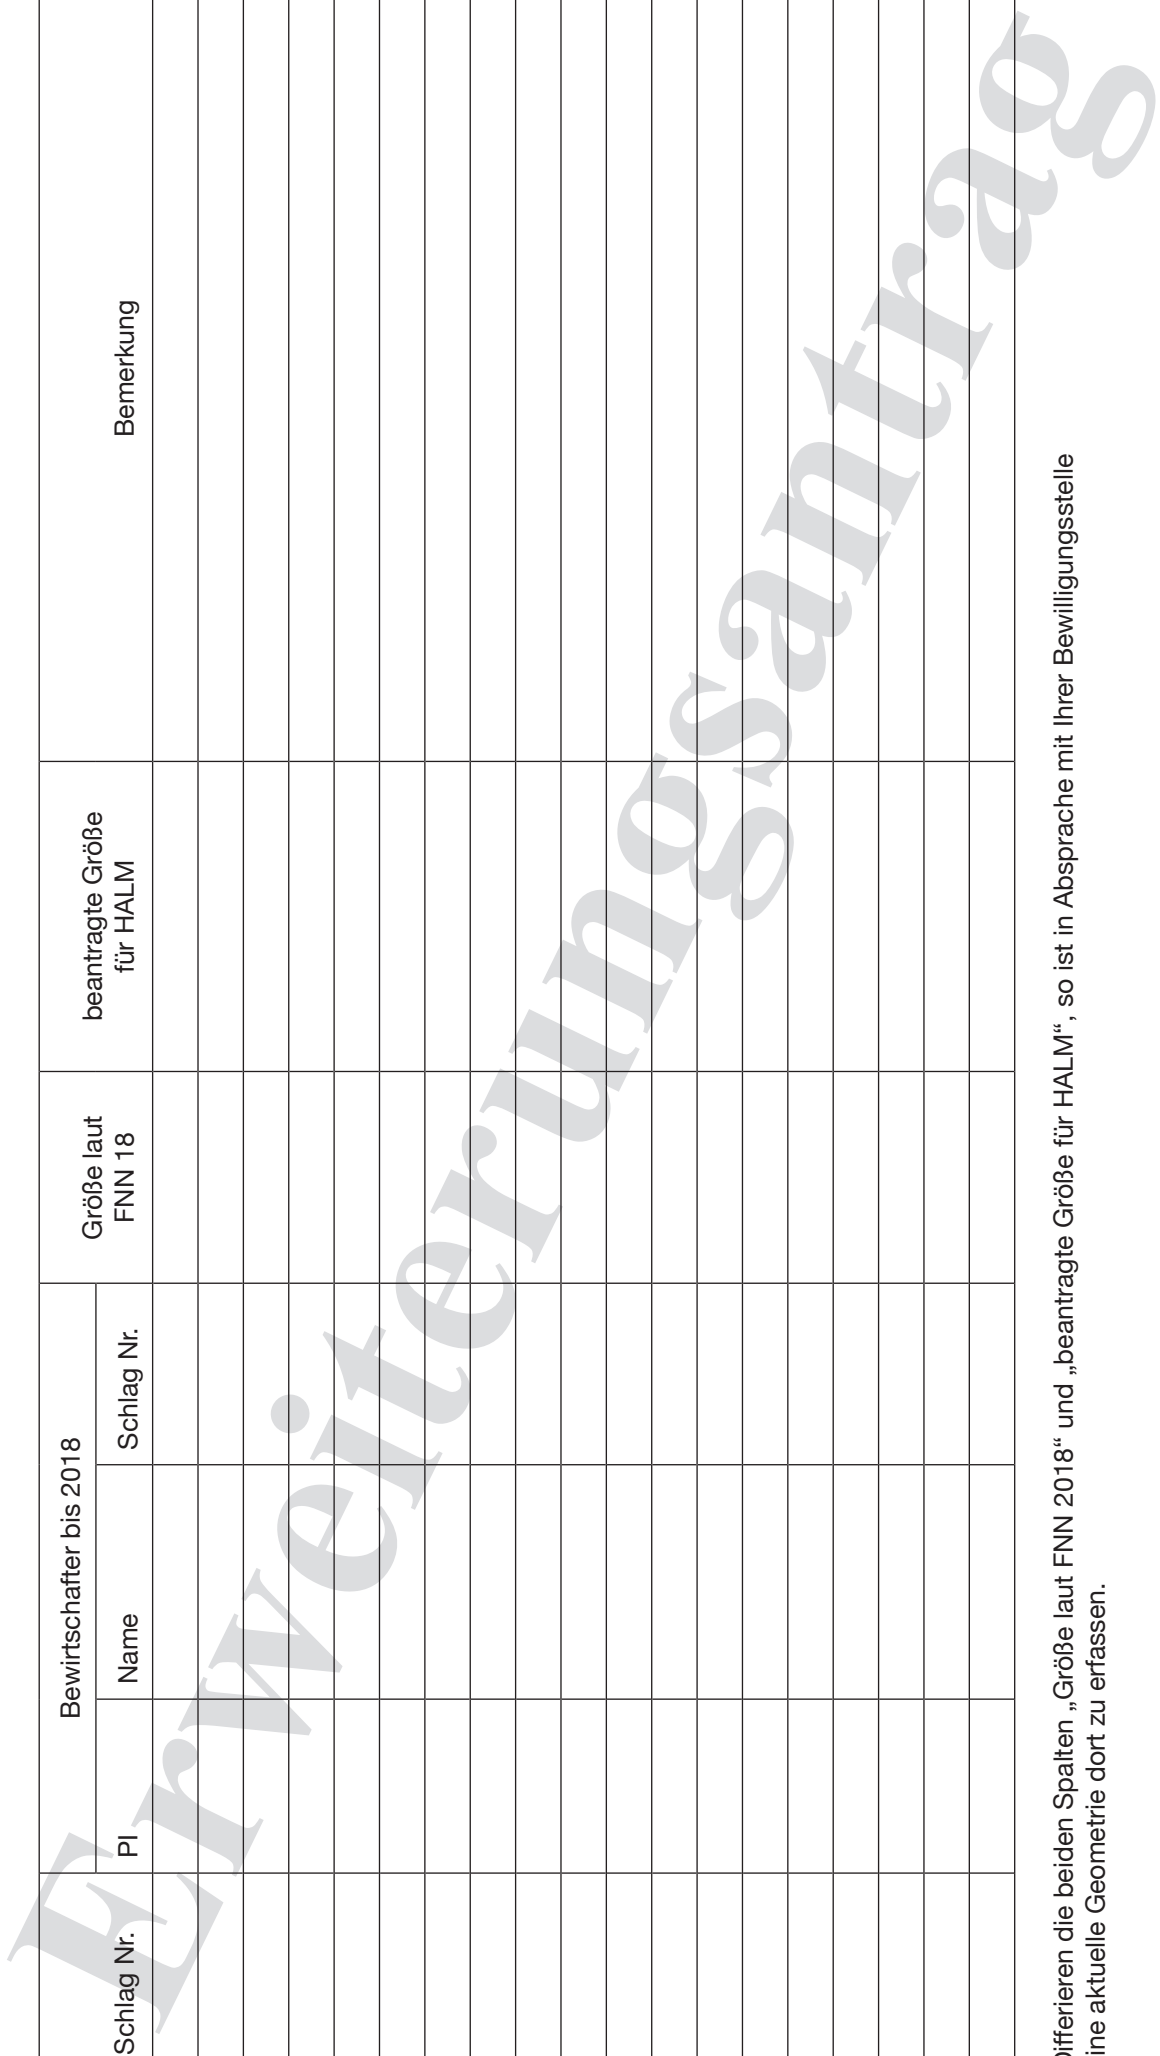 Schlag Nr.
Bewirtschafter bis 2018
PI
Name
Schlag Nr.
Größe laut
FNN 18
beantragte Größe
für HALM
Bemerkung
Erweiterungsantrag
die beiden Spalten „Größe laut FNN 2018“ und „beantragte Größe für HALM“, so ist in Absprache mit Ihrer Bewilligungsstelle
aktuelle Geometrie dort zu erfassen.